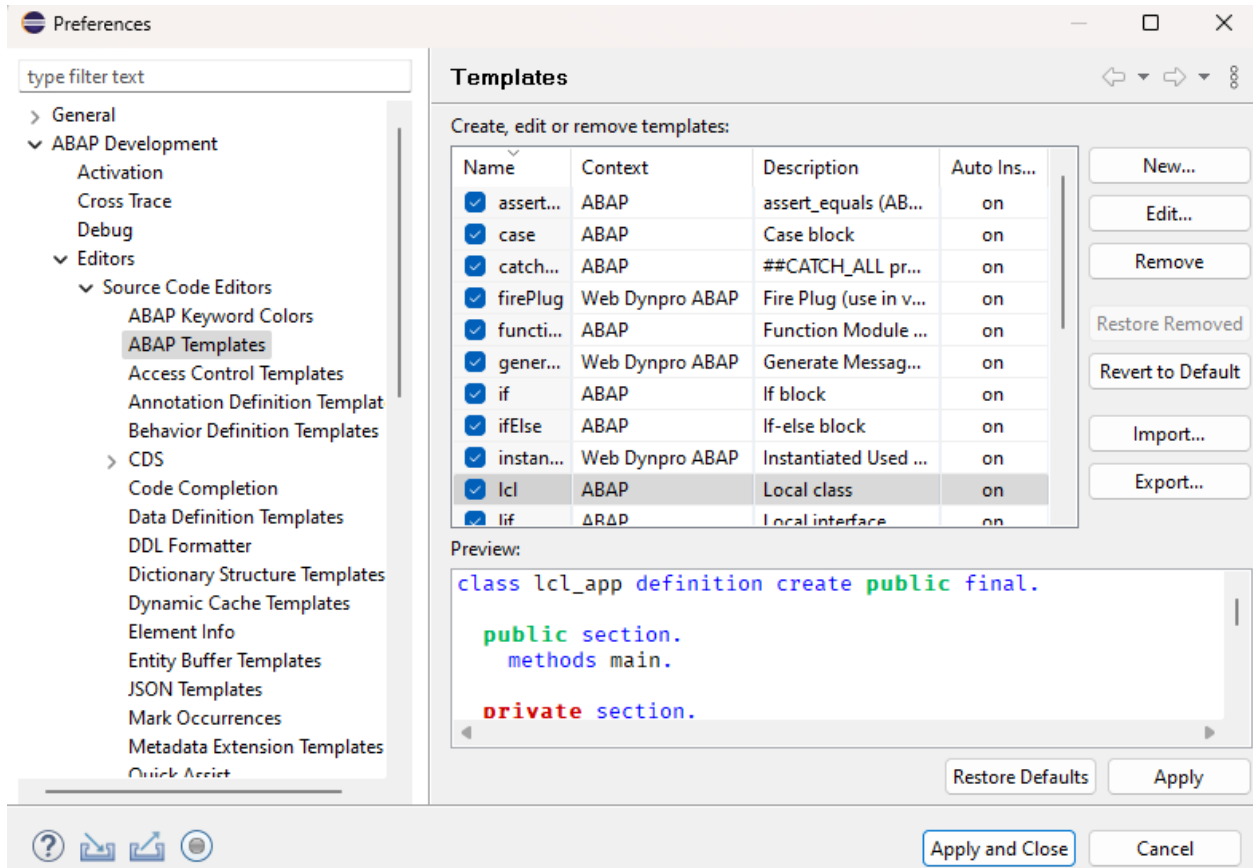 Preferences
type filter text
General
ABAP Development
Activation
Cross Trace
Debug
Editors
Source Code Editors
ABAP Keyword Colors
ABAP Templates
Access Control Templates
Annotation Definition Templat
Behavior Definition Templates
CDS
Code Completion
Data Definition Templates
DDL Formatter
Dictionary Structure Templates
Dynamic Cache Templates
Element Info
Entity Buffer Templates
JSON Templates
Mark Occurrences
Metadata Extension Templates
Quick Assist
Templates
Create, edit or remove templates:
Name Context Description Auto Ins...
assert... ABAP assert_equals (AB... on
case ABAP Case block on
catch... ABAP ##CATCH_ALL pr... on
firePlug Web Dynpro ABAP Fire Plug (use in v... on
functi... ABAP Function Module ... on
gener... Web Dynpro ABAP Generate Messag... on
if ABAP If block on
ifElse ABAP If-else block on
instan... Web Dynpro ABAP Instantiated Used ... on
lcl ABAP Local class on
lif ABAP Local interface on
New...
Edit...
Remove
Restore Removed
Revert to Default
Import...
Export...
Preview:
class lcl_app definition create public final.
public section.
methods main.
private section.
Restore Defaults
Apply
Apply and Close
Cancel